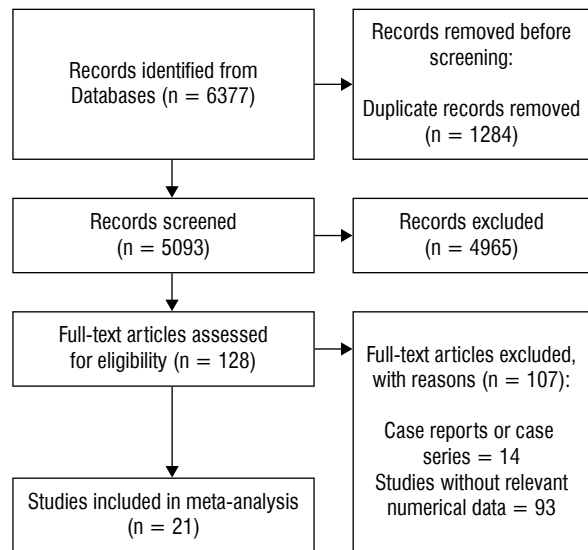 Records identified from
Databases (n = 6377)
Records removed before
screening:
Duplicate records removed
(n = 1284)
Records screened
(n = 5093)
Records excluded
(n = 4965)
Full-text articles assessed
for eligibility (n = 128)
Full-text articles excluded,
with reasons (n = 107):
Case reports or case
series = 14
Studies without relevant
numerical data = 93
Studies included in meta-analysis
(n = 21)